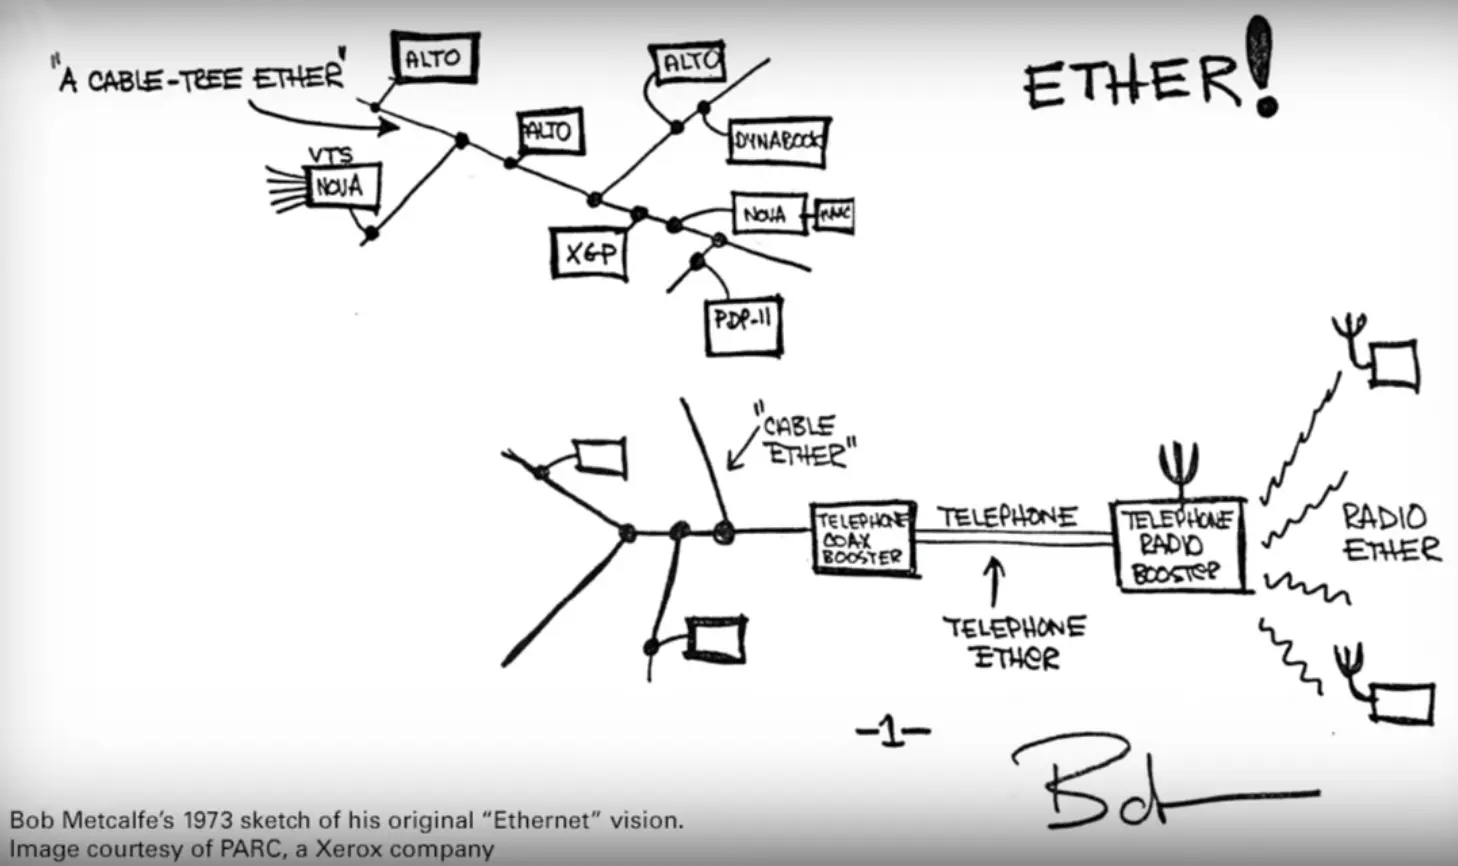 "A CABLE-TREE ETHER"
ALTO
ALTO
ALTO
DYNABOOK
ETHER!
VTS
NOVA
XGP
NOVA
PDP-11
"CABLE
ETHER"
TELEPHONE
COAX
BOOSTER
TELEPHONE
TELEPHONE
ETHER
TELEPHONE
RADIO
BOOSTER
RADIO
ETHER
-1-
Bob
Bob Metcalfe's 1973 sketch of his original "Ethernet" vision.
Image courtesy of PARC, a Xerox company